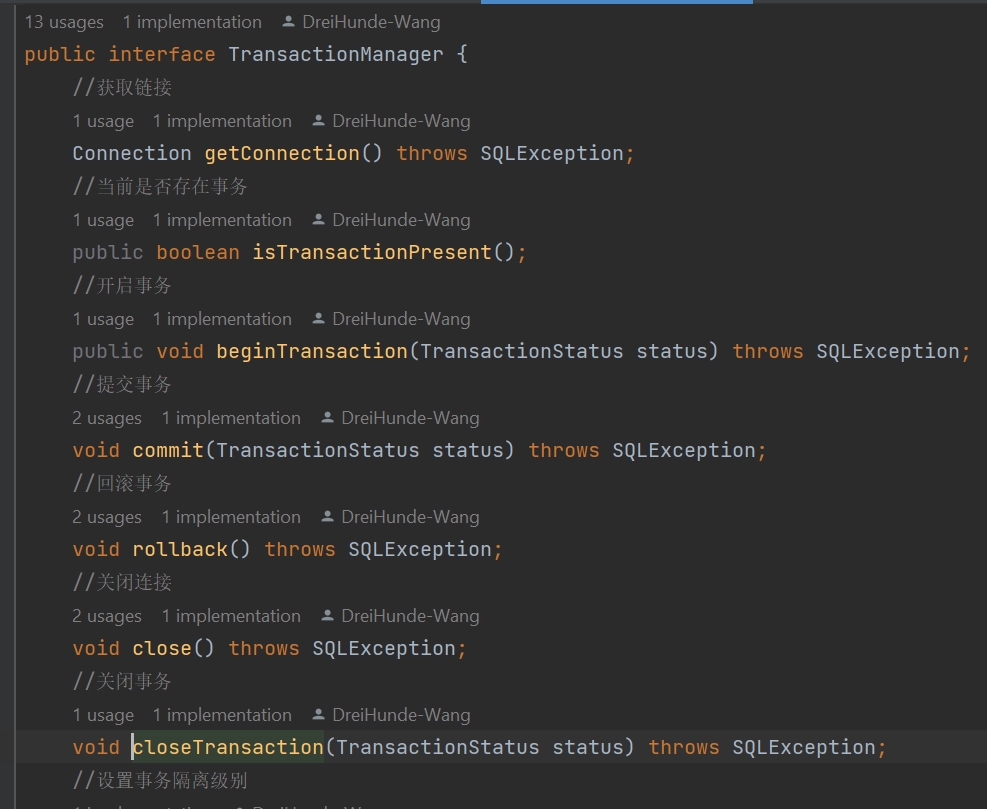 13 usages 1 implementation DreiHunde-Wang
public interface TransactionManager {
//获取链接
1 usage 1 implementation DreiHunde-Wang
Connection getConnection() throws SQLException;
//当前是否存在事务
1 usage 1 implementation DreiHunde-Wang
public boolean isTransactionPresent();
//开启事务
1 usage 1 implementation DreiHunde-Wang
public void beginTransaction(TransactionStatus status) throws SQLException;
//提交事务
2 usages 1 implementation DreiHunde-Wang
void commit(TransactionStatus status) throws SQLException;
//回滚事务
2 usages 1 implementation DreiHunde-Wang
void rollback() throws SQLException;
//关闭连接
2 usages 1 implementation DreiHunde-Wang
void close() throws SQLException;
//关闭事务
1 usage 1 implementation DreiHunde-Wang
void closeTransaction(TransactionStatus status) throws SQLException;
//设置事务隔离级别